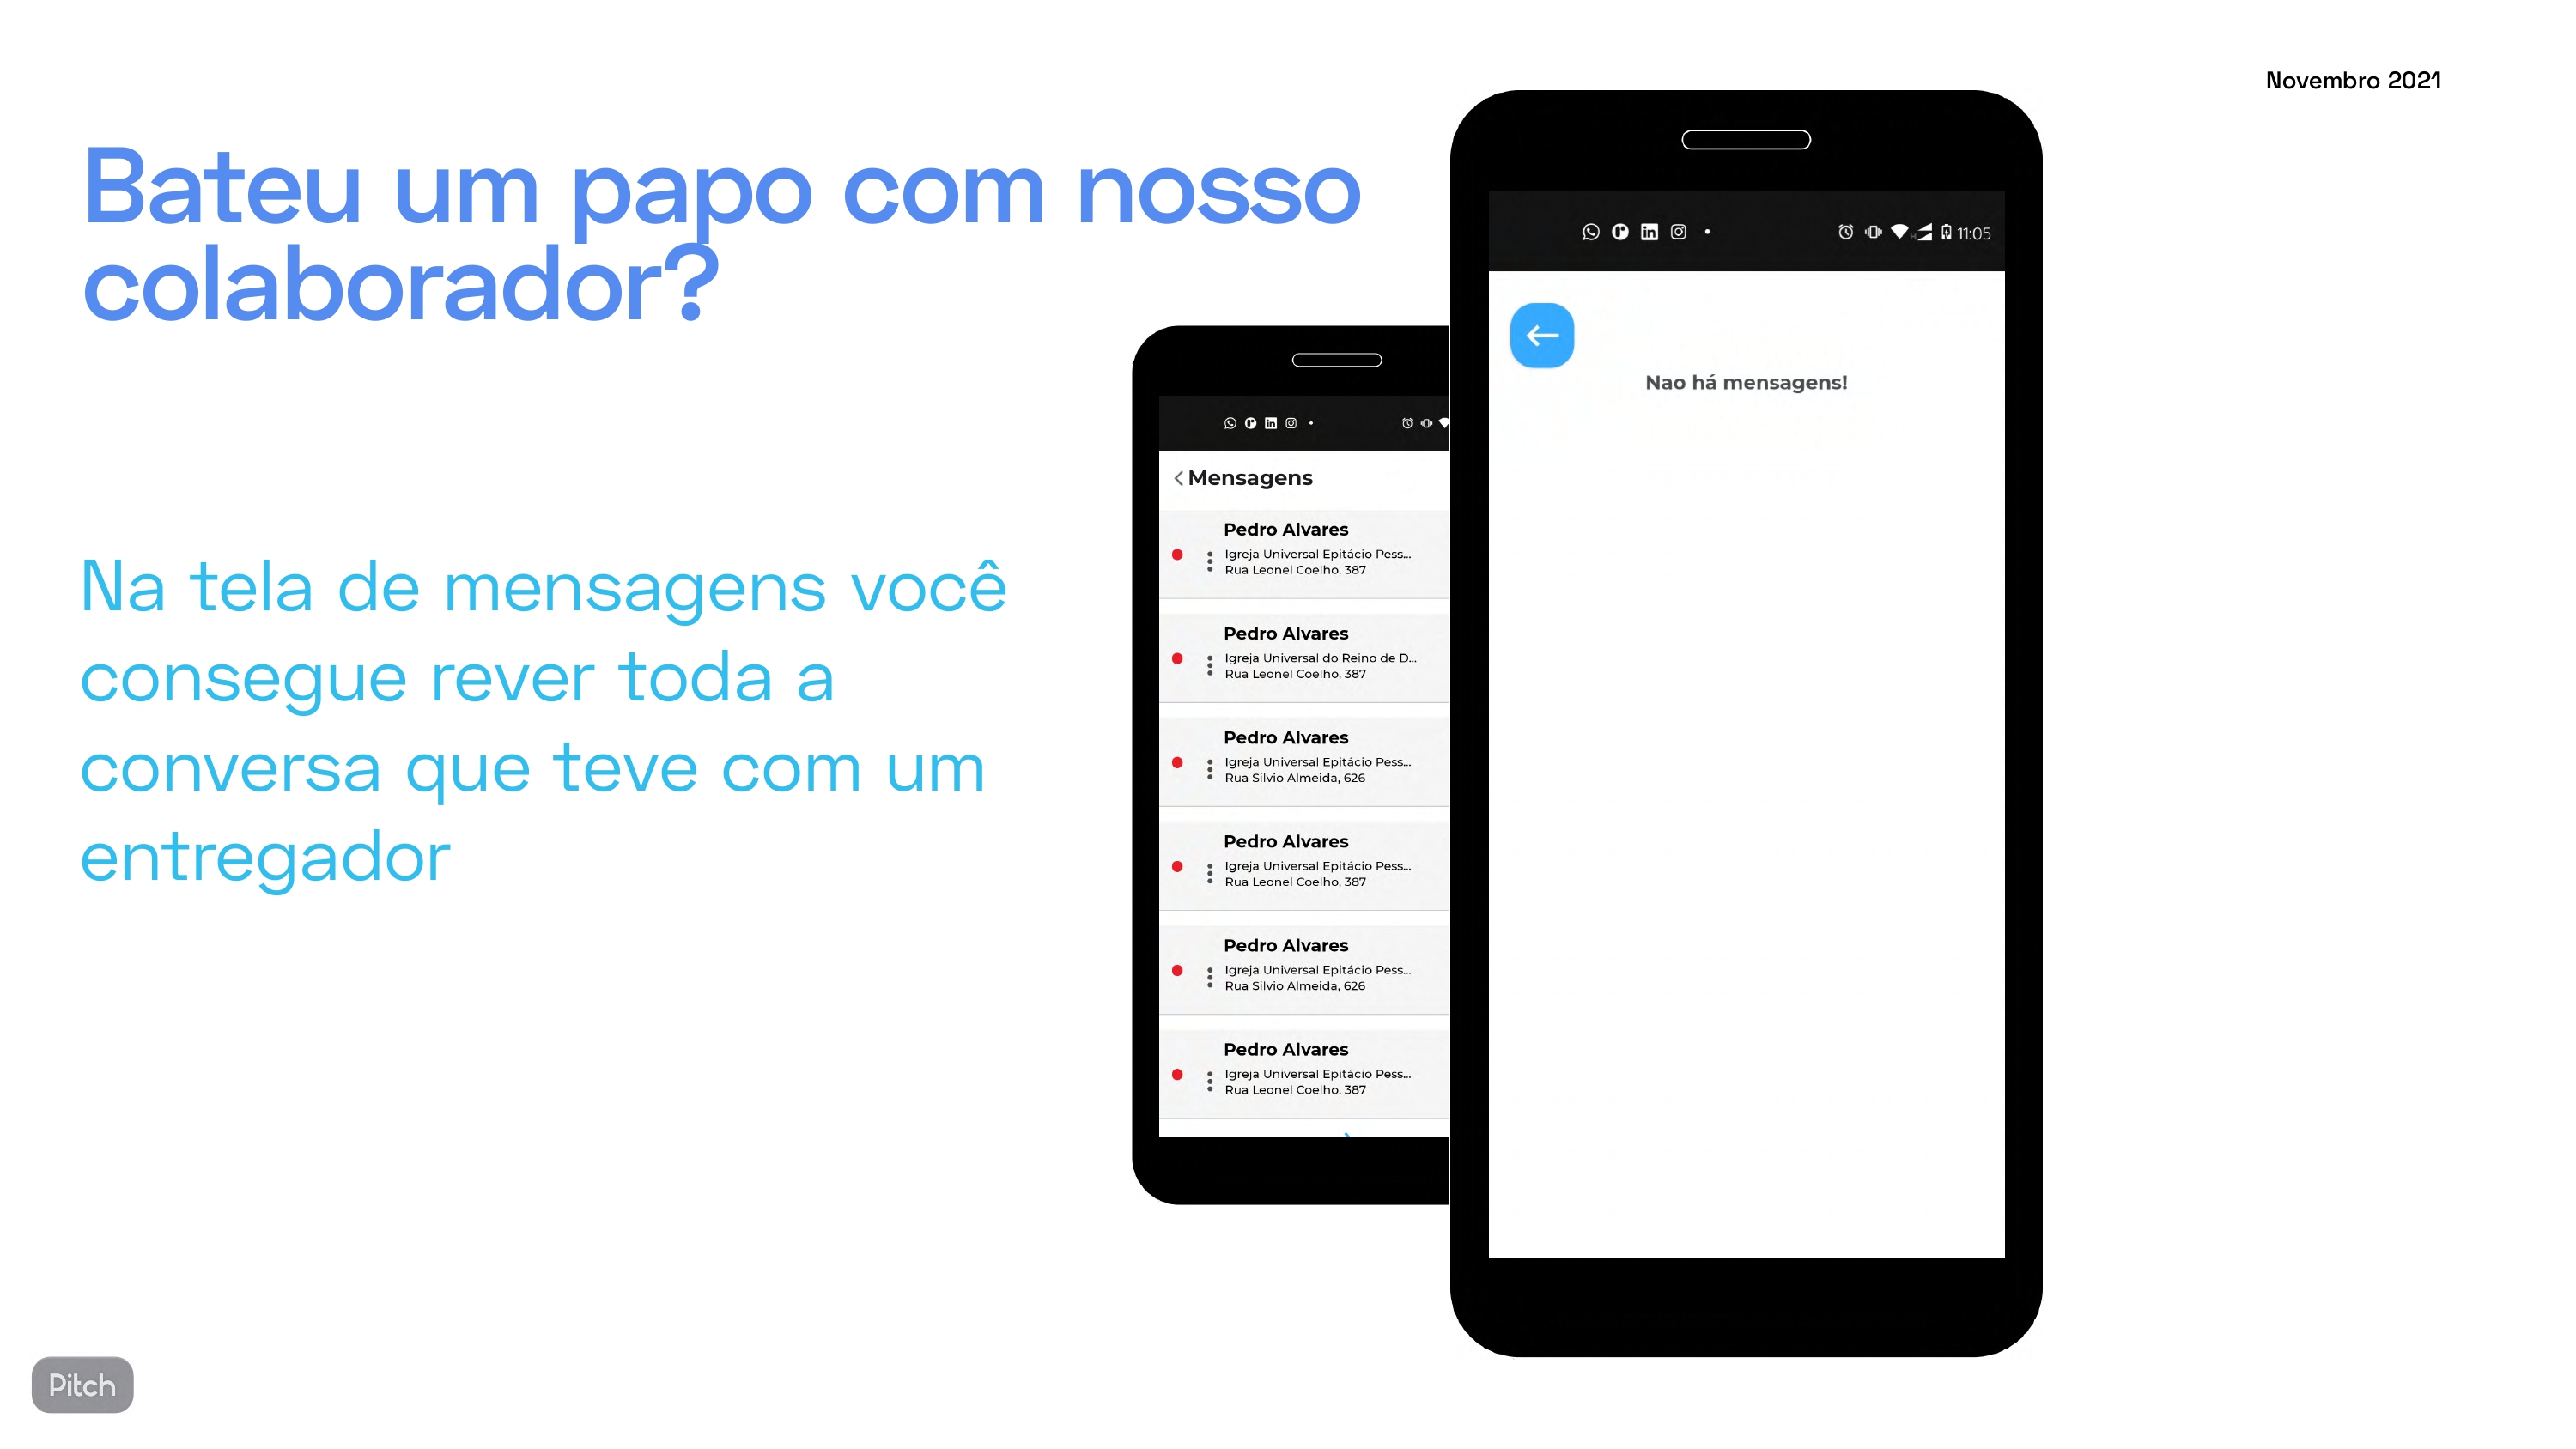 Novembro 2021
Bateu um papo com nosso
colaborador?
Na tela de mensagens você
consegue rever toda a
conversa que teve com um
entregador
Mensagens
Pedro Alvares
Igreja Universal Epitácio Pess...
Rua Leonel Coelho, 387
Pedro Alvares
Igreja Universal do Reino de D...
Rua Leonel Coelho, 387
Pedro Alvares
Igreja Universal Epitácio Pess...
Rua Silvio Almeida, 626
Pedro Alvares
Igreja Universal Epitácio Pess...
Rua Leonel Coelho, 387
Pedro Alvares
Igreja Universal Epitácio Pess...
Rua Silvio Almeida, 626
Pedro Alvares
Igreja Universal Epitácio Pess...
Rua Leonel Coelho, 387
11:05
Nao há mensagens!
Pitch